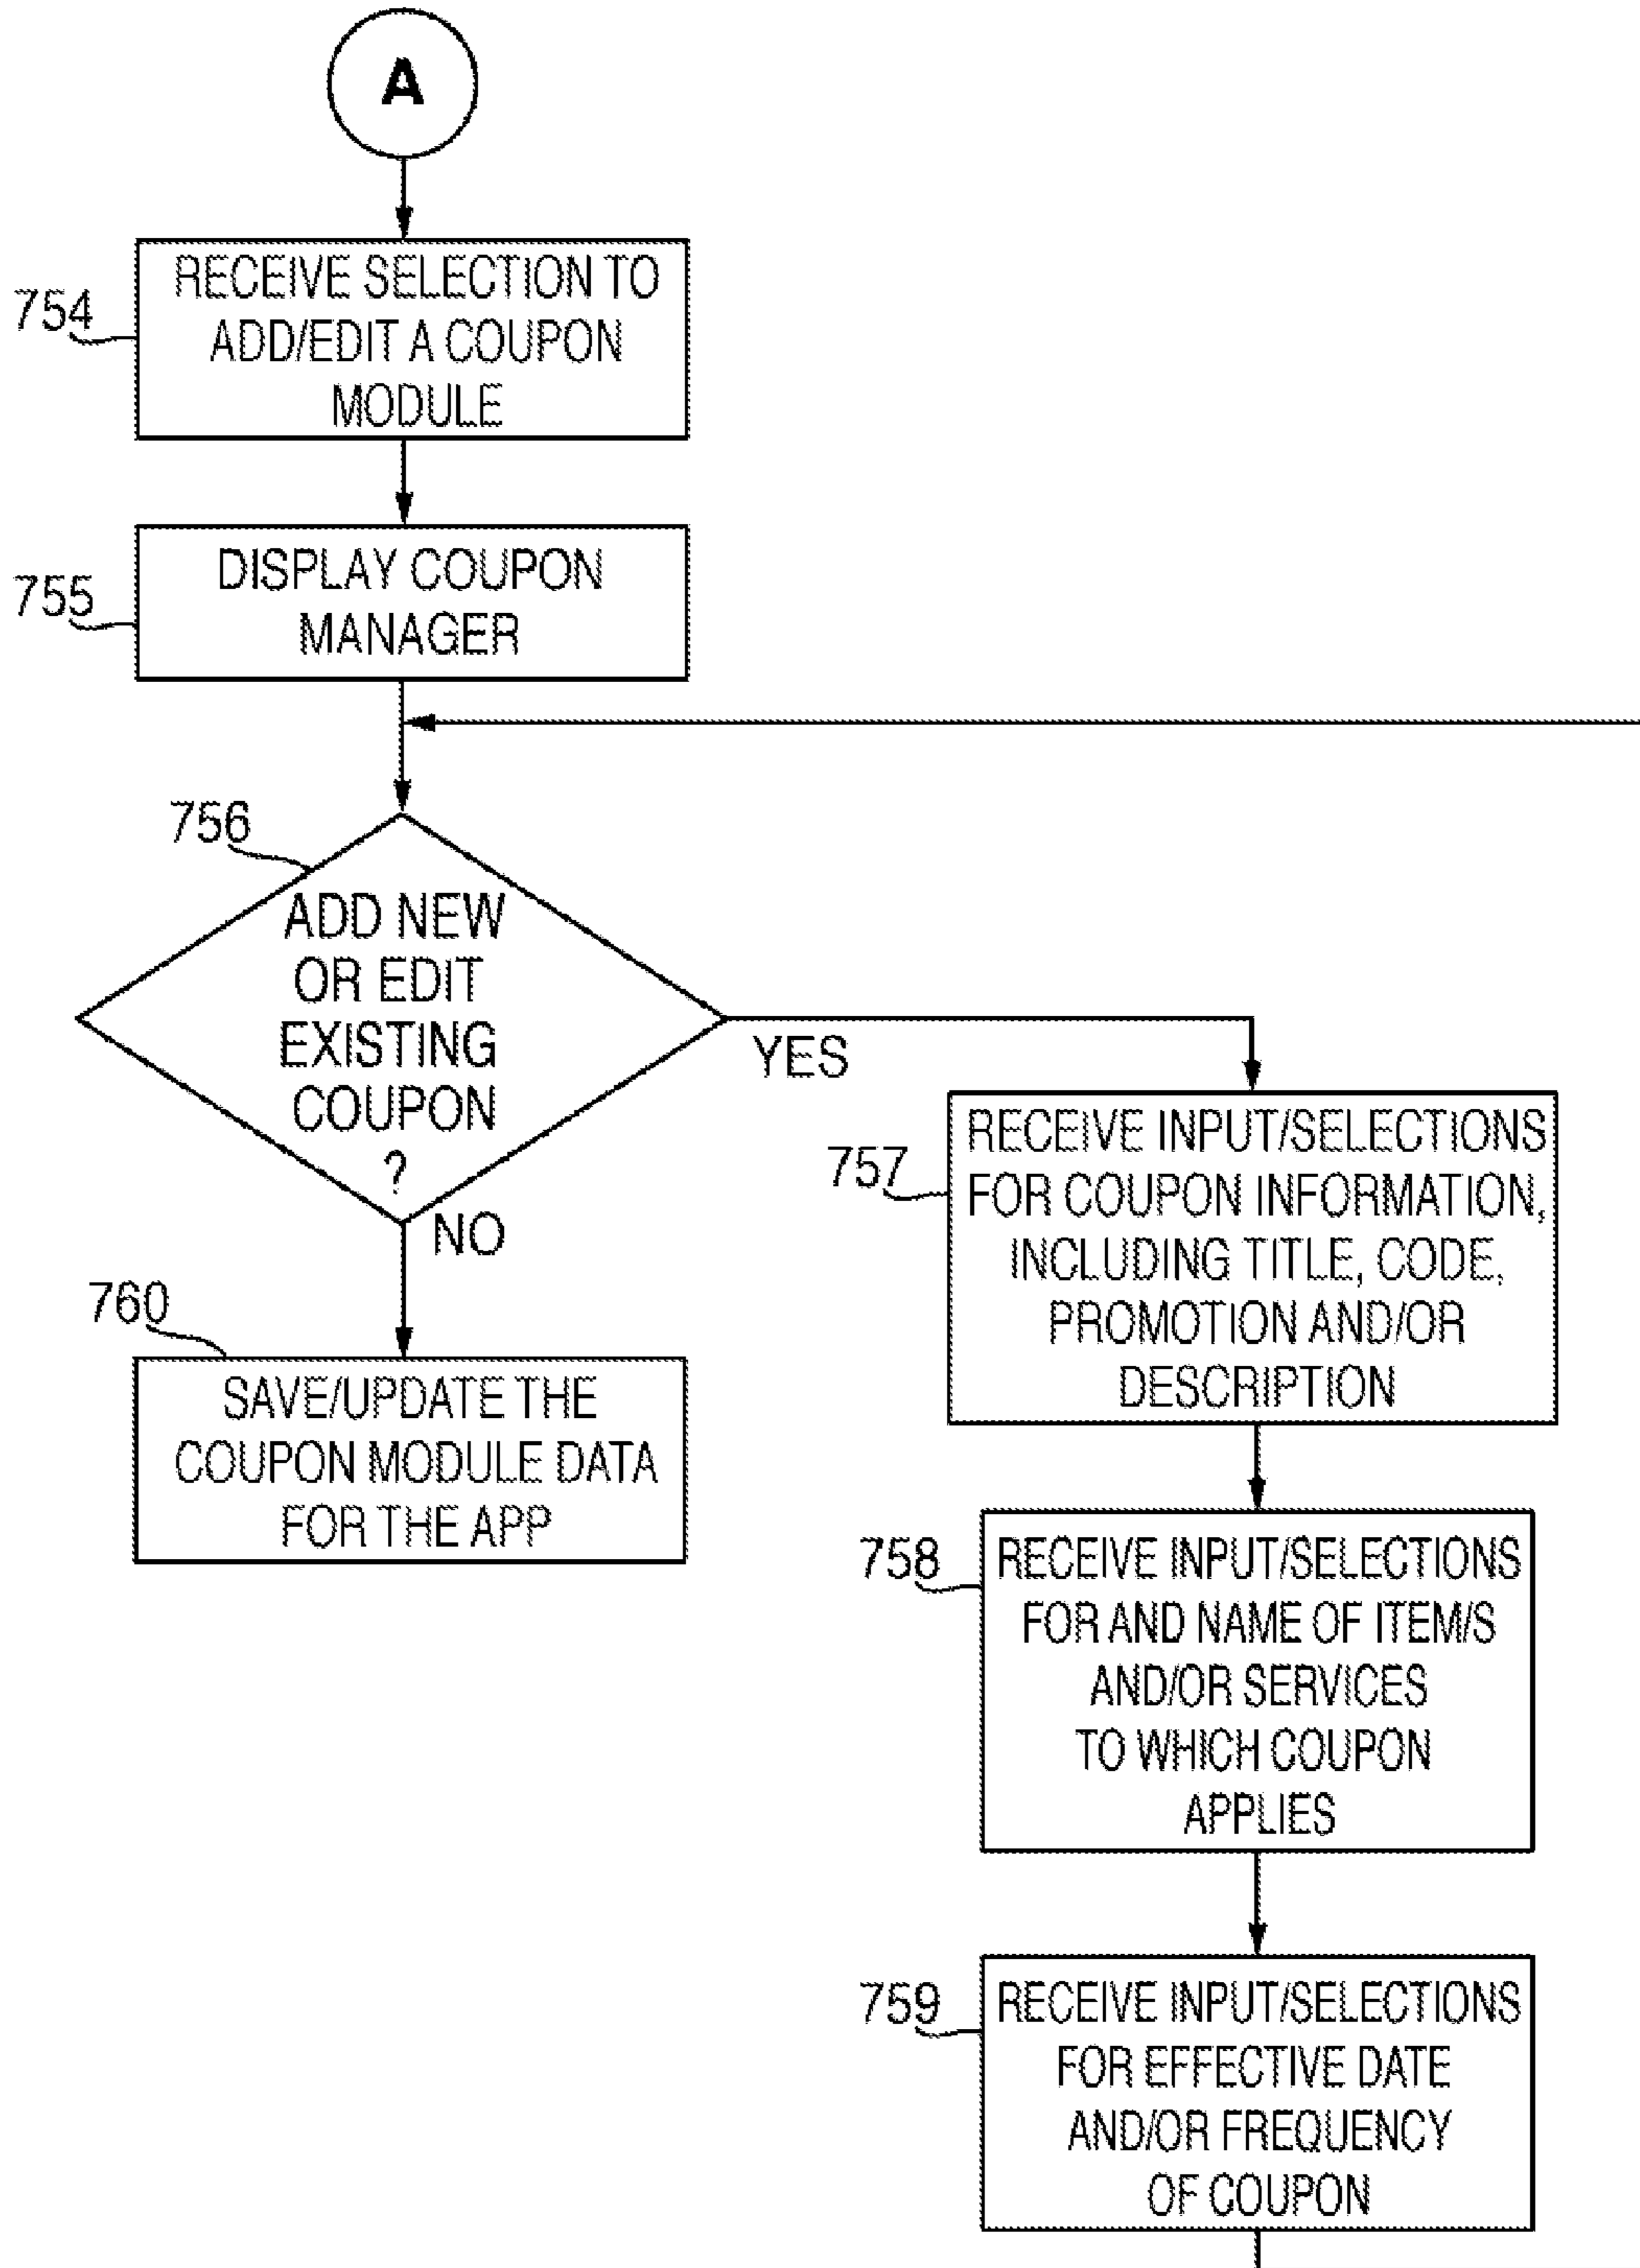 A
754
RECEIVE SELECTION TO
ADD/EDIT A COUPON
MODULE
755
DISPLAY COUPON
MANAGER
756
ADD NEW
OR EDIT
EXISTING
COUPON
?
YES
NO
757
RECEIVE INPUT/SELECTIONS
FOR COUPON INFORMATION,
INCLUDING TITLE, CODE,
PROMOTION AND/OR
DESCRIPTION
760
SAVE/UPDATE THE
COUPON MODULE DATA
FOR THE APP
758
RECEIVE INPUT/SELECTIONS
FOR AND NAME OF ITEM/S
AND/OR SERVICES
TO WHICH COUPON
APPLIES
759
RECEIVE INPUT/SELECTIONS
FOR EFFECTIVE DATE
AND/OR FREQUENCY
OF COUPON